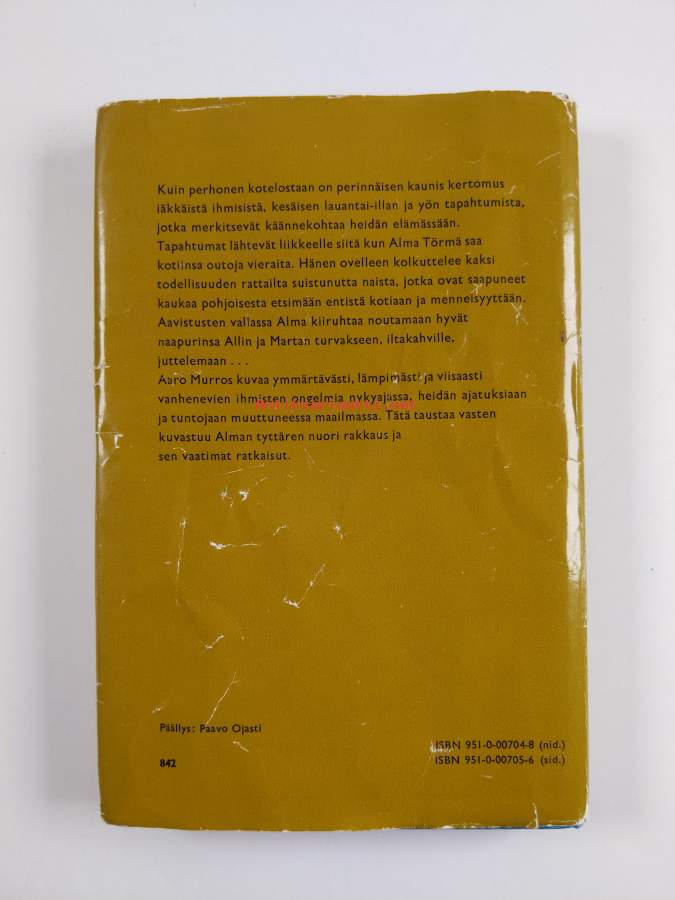 Kuin perhonen kotelostaan on perinnäisen kaunis kertomus
iäkkäistä ihmisistä, kesäisen lauantai-illan ja yön tapahtumista,
jotka merkitsevät käännekohtaa heidän elämässään.
Tapahtumat lähtevät liikkeelle siitä kun Alma Törmä saa
kotiinsa outoja vieraita. Hänen ovelleen kolkuttelee kaksi
todellisuuden rattailta suistunutta naista, jotka ovat saapuneet
kaukaa pohjoisesta etsimään entistä kotiaan ja menneisyyttään.
Aavistusten vallassa Alma kiiruhtaa noutamaan hyvät
naapurinsa Allin ja Martan turvakseen, iltakahville,
juttelemaan . . .
Aaro Murros kuvaa ymmärtävästi, lämpimästi ja viisaasti
vanhenevien ihmisten ongelmia nykyajassa, heidän ajatuksiaan
ja tuntojaan muuttuneessa maailmassa. Tätä taustaa vasten
kuvastuu Alman tyttären nuori rakkaus ja
sen vaatimat ratkaisut.
Päällys: Paavo Ojasti
ISBN 951-0-00704-8 (nid.)
842
ISBN 951-0-00705-6 (sid.)